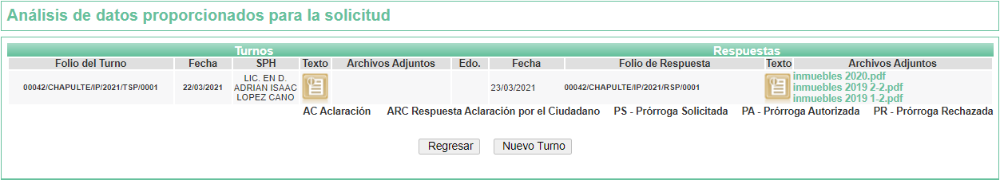 Análisis de datos proporcionados para la solicitud
Turnos Respuestas
Folio del Turno Fecha SPH Texto Archivos Adjuntos Edo. Fecha Folio de Respuesta Texto Archivos Adjuntos
00042/CHAPULTE/IP/2021/TSP/0001 22/03/2021 LIC. EN D.
ADRIAN ISAAC
LOPEZ CANO
23/03/2021 00042/CHAPULTE/IP/2021/RSP/0001
inmuebles 2020.pdf
inmuebles 2019 2-2.pdf
inmuebles 2019 1-2.pdf
AC Aclaración ARC Respuesta Aclaración por el Ciudadano PS - Prórroga Solicitada PA - Prórroga Autorizada PR - Prórroga Rechazada
Regresar Nuevo Turno